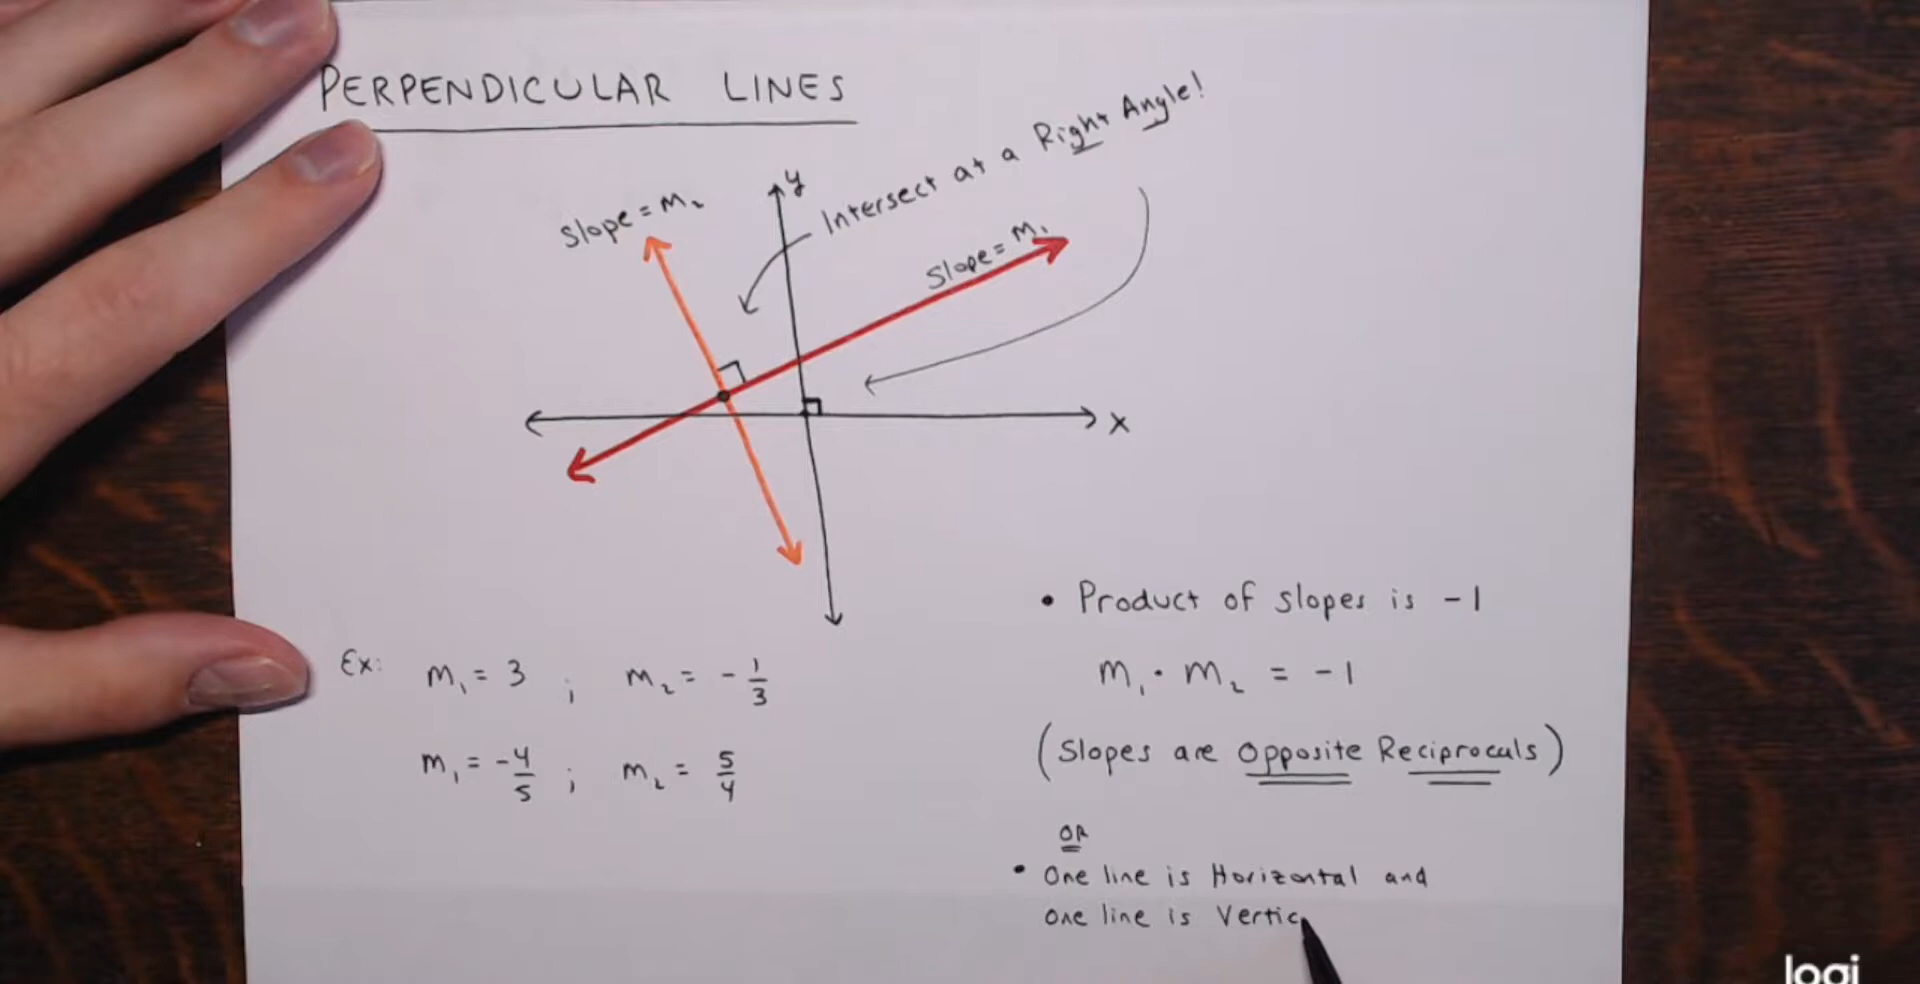 PERPENDICULAR LINES
Intersect at a Right Angle!
Slope = m₂
y
Slope = m₁
x
• Product of slopes is -1
m₁ · m₂ = -1
(Slopes are Opposite Reciprocals)
OR
• One line is Horizontal and
one line is Vertic
Ex: m₁ = 3 ; m₂ = -1/3
m₁ = -4/5 ; m₂ = 5/4
logi